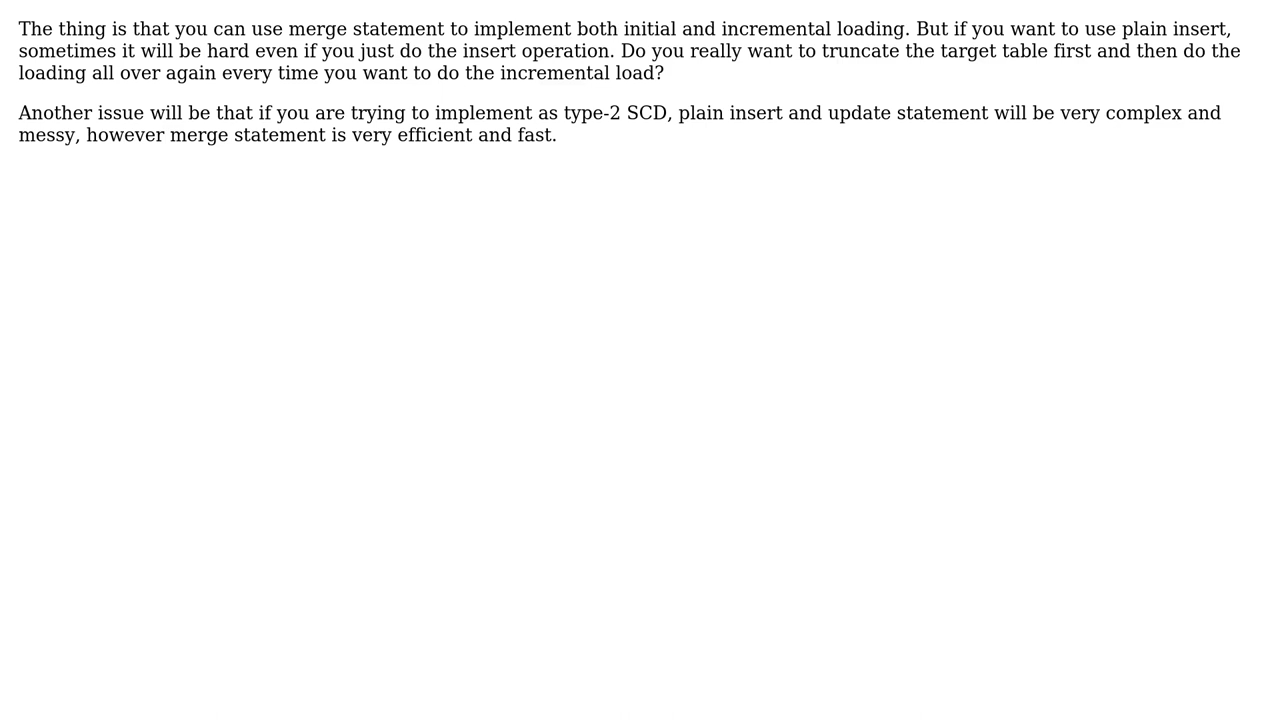 The thing is that you can use merge statement to implement both initial and incremental loading. But if you want to use plain insert,
sometimes it will be hard even if you just do the insert operation. Do you really want to truncate the target table first and then do the
loading all over again every time you want to do the incremental load?
Another issue will be that if you are trying to implement as type-2 SCD, plain insert and update statement will be very complex and
messy, however merge statement is very efficient and fast.